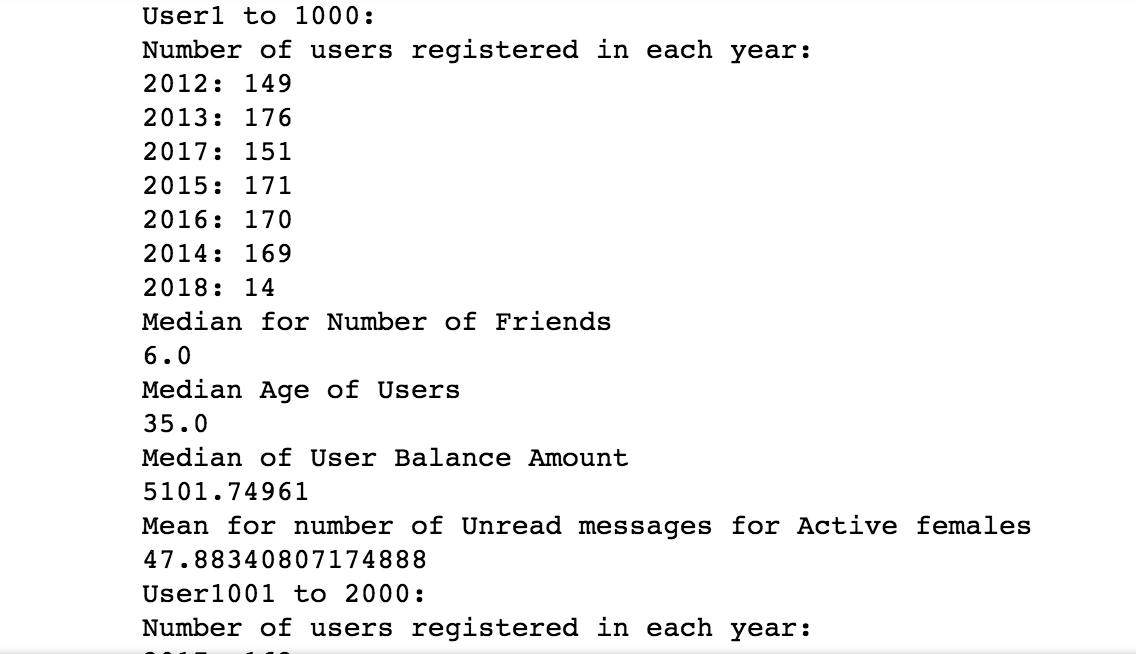 User1 to 1000:
Number of users registered in each year:
2012: 149
2013: 176
2017: 151
2015: 171
2016: 170
2014: 169
2018: 14
Median for Number of Friends
6.0
Median Age of Users
35.0
Median of User Balance Amount
5101.74961
Mean for number of Unread messages for Active females
47.88340807174888
User1001 to 2000:
Number of users registered in each year: